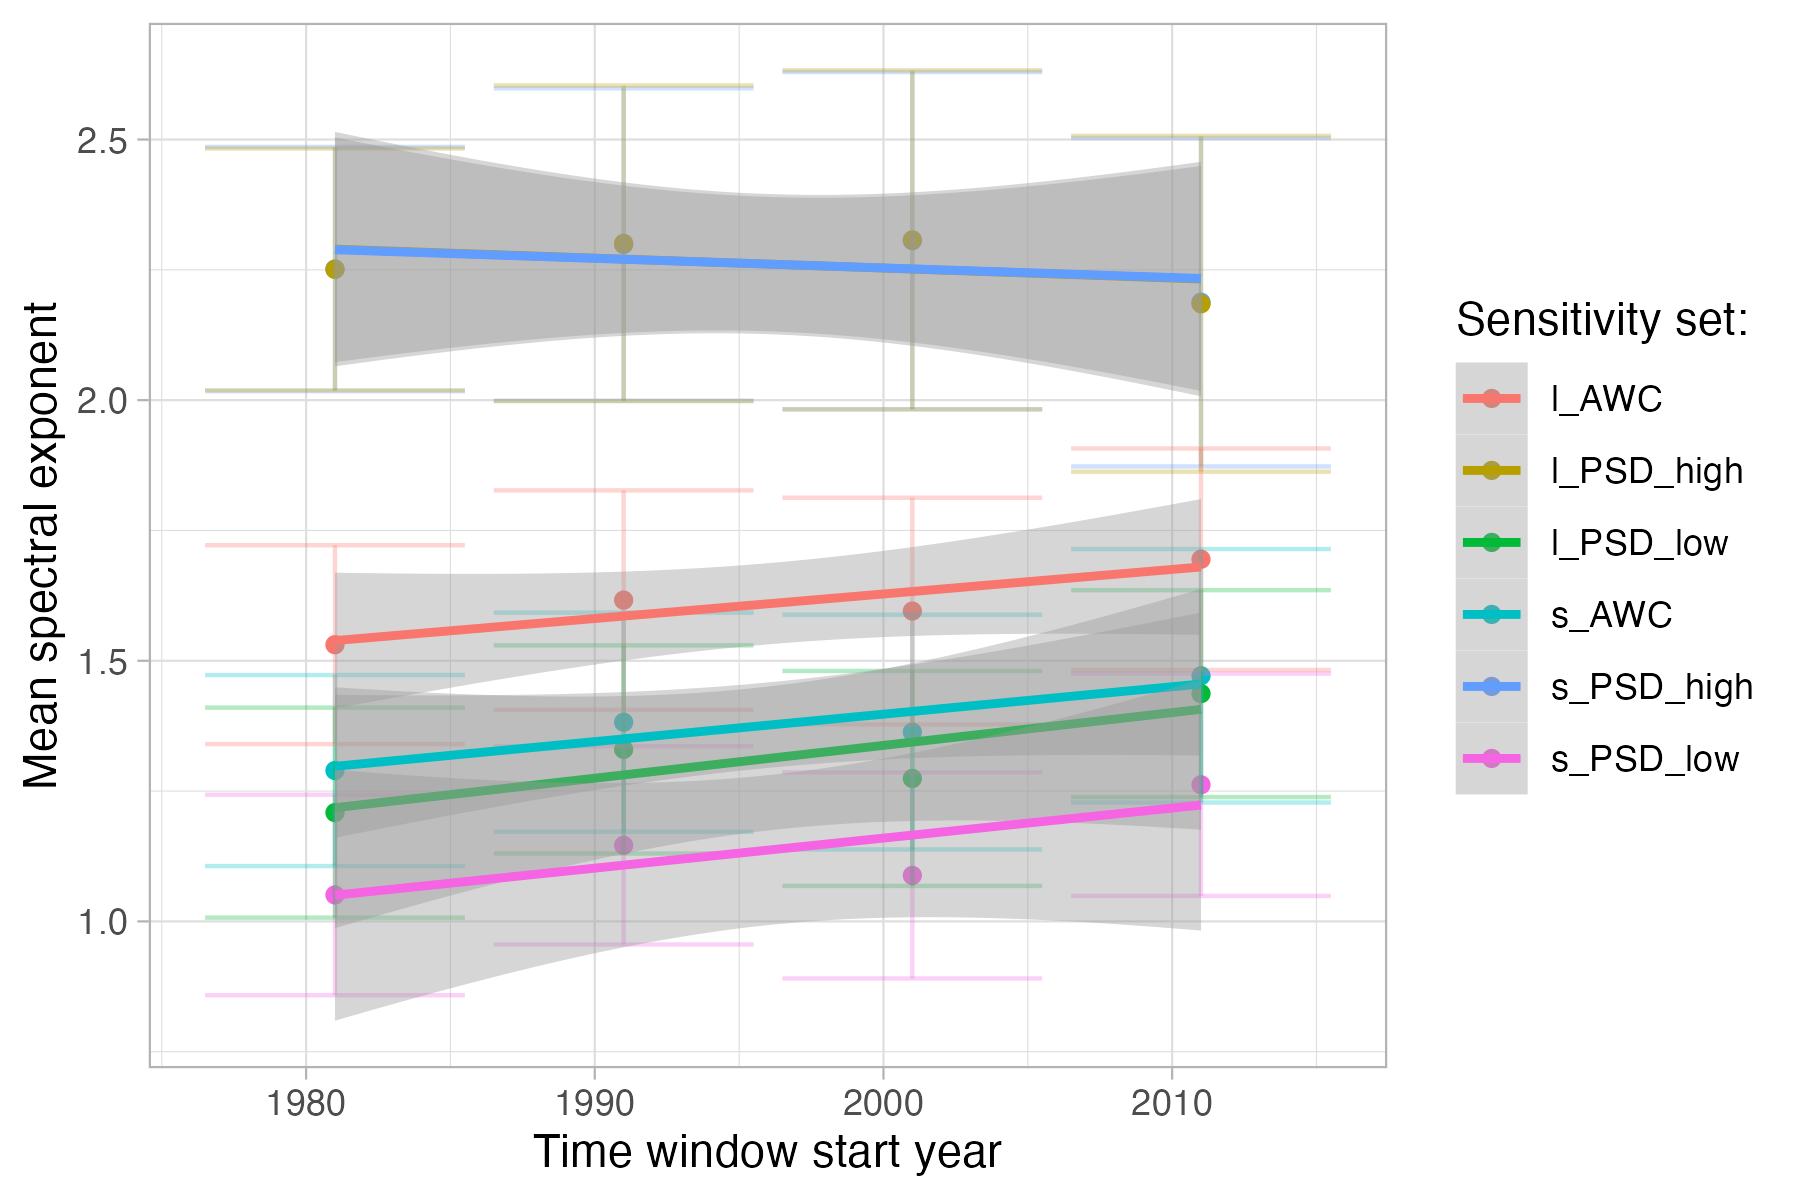 Mean spectral exponent
2.5
2.0
1.5
1.0
1980 1990 2000 2010
Time window start year
Sensitivity set:
l_AWC
l_PSD_high
l_PSD_low
s_AWC
s_PSD_high
s_PSD_low